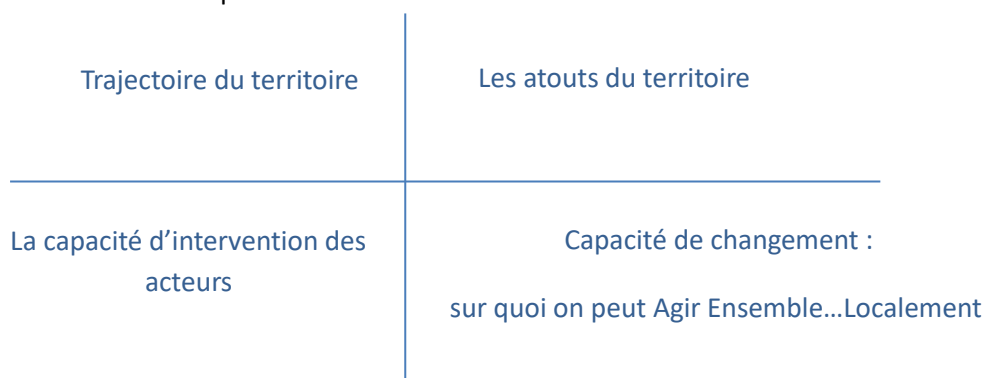 Trajectoire du territoire
Les atouts du territoire
La capacité d’intervention des
acteurs
Capacité de changement :
sur quoi on peut Agir Ensemble…Localement